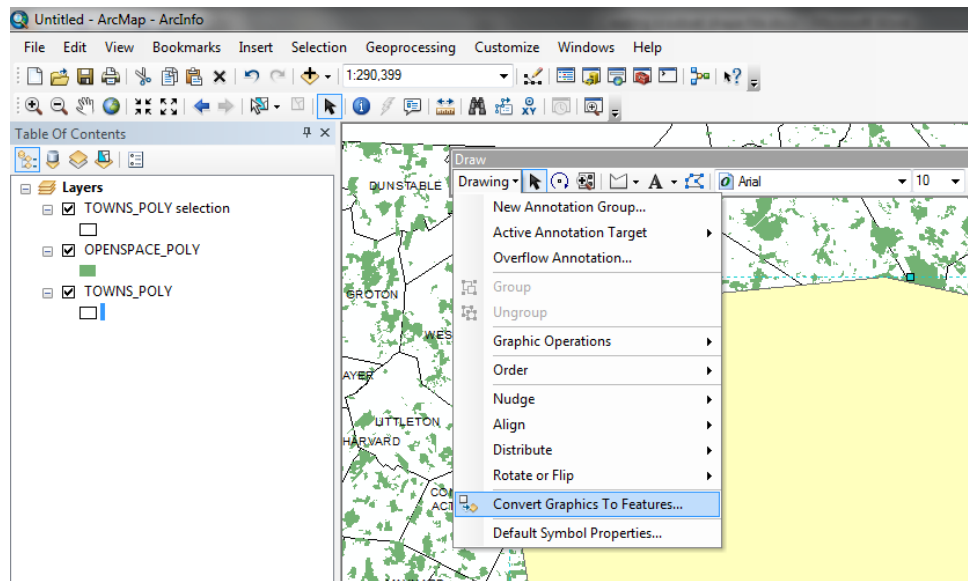 Untitled - ArcMap - ArcInfo
File Edit View Bookmarks Insert Selection Geoprocessing Customize Windows Help
1:290,399
Table Of Contents
Layers
TOWNS_POLY selection
OPENSPACE_POLY
TOWNS_POLY
Draw
Drawing A Arial 10
New Annotation Group...
Active Annotation Target
Overflow Annotation...
Group
Ungroup
Graphic Operations
Order
Nudge
Align
Distribute
Rotate or Flip
Convert Graphics To Features...
Default Symbol Properties...
DUNSTABLE
GROTON
WES
AYER
LITTLETON
HARVARD
ACT